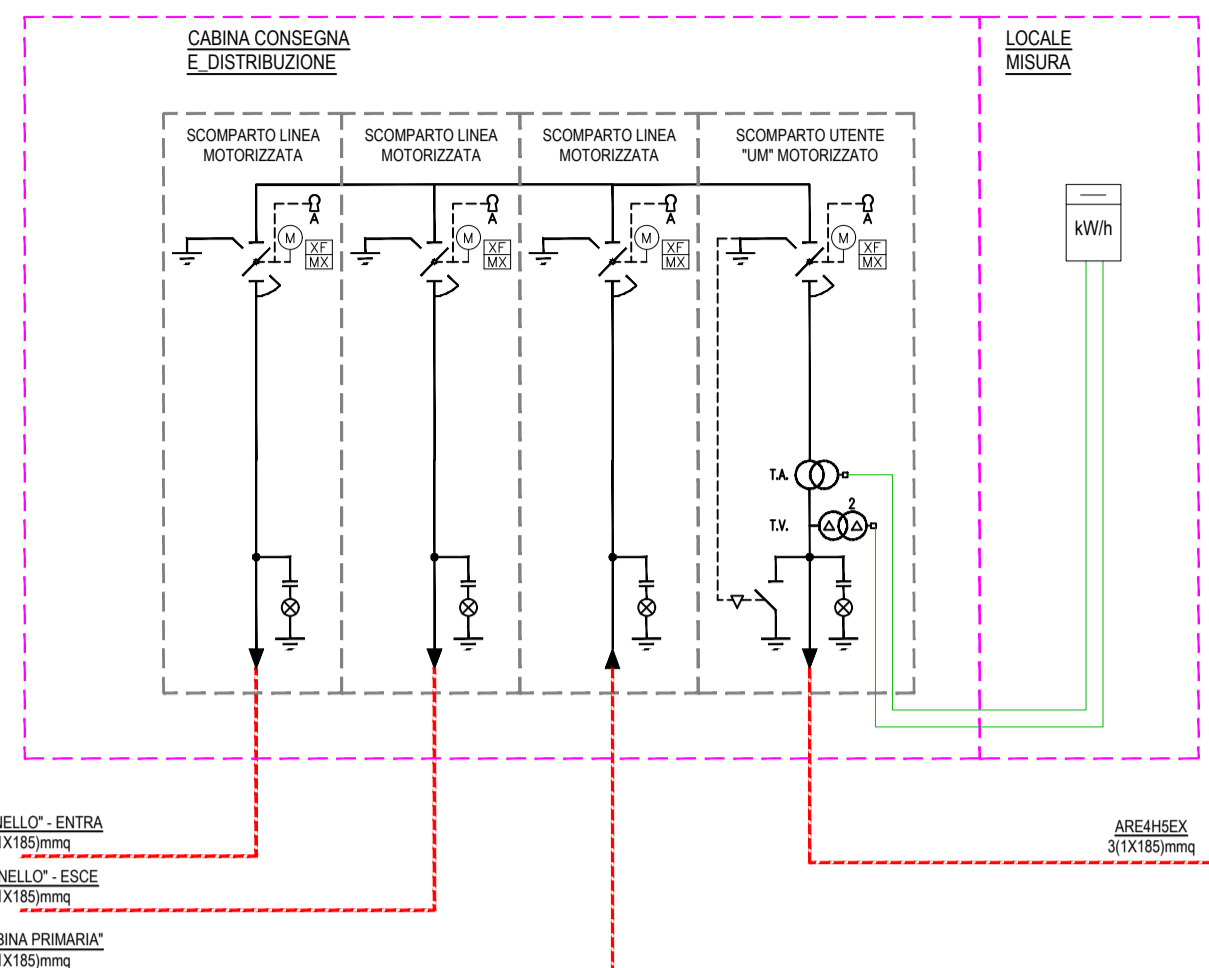 CABINA CONSEGNA
E_DISTRIBUZIONE
LOCALE
MISURA
SCOMPARTO LINEA
MOTORIZZATA
SCOMPARTO LINEA
MOTORIZZATA
SCOMPARTO LINEA
MOTORIZZATA
SCOMPARTO UTENTE
"UM" MOTORIZZATO
A
M
XF
MX
A
M
XF
MX
A
M
XF
MX
A
M
XF
MX
kW/h
T.A.
2
T.V.
NELLO" - ENTRA
1X185)mmq
NELLO" - ESCE
1X185)mmq
BINA PRIMARIA"
1X185)mmq
ARE4H5EX
3(1X185)mmq